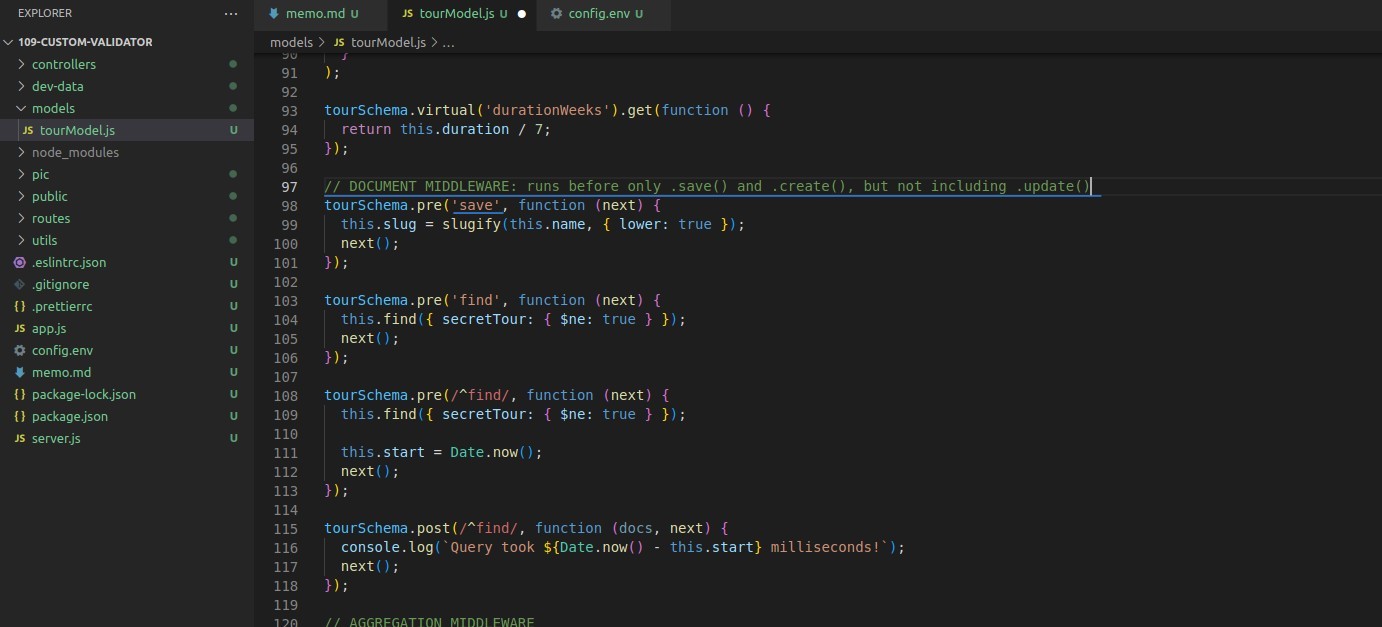 EXPLORER
109-CUSTOM-VALIDATOR
controllers
dev-data
models
JS tourModel.js U
node_modules
pic
public
routes
utils
.eslintrc.json U
.gitignore U
{} .prettierrc U
JS app.js U
config.env U
memo.md U
{} package-lock.json U
{} package.json U
JS server.js U
memo.md U
JS tourModel.js U
config.env U
models > JS tourModel.js > ...
90 }
91 );
92
93 tourSchema.virtual('durationWeeks').get(function () {
94 return this.duration / 7;
95 });
96
97 // DOCUMENT MIDDLEWARE: runs before only .save() and .create(), but not including .update()
98 tourSchema.pre('save', function (next) {
99 this.slug = slugify(this.name, { lower: true });
100 next();
101 });
102
103 tourSchema.pre('find', function (next) {
104 this.find({ secretTour: { $ne: true } });
105 next();
106 });
107
108 tourSchema.pre(/^find/, function (next) {
109 this.find({ secretTour: { $ne: true } });
110
111 this.start = Date.now();
112 next();
113 });
114
115 tourSchema.post(/^find/, function (docs, next) {
116 console.log(`Query took ${Date.now() - this.start} milliseconds!`);
117 next();
118 });
119
120 // AGGREGATION MIDDLEWARE